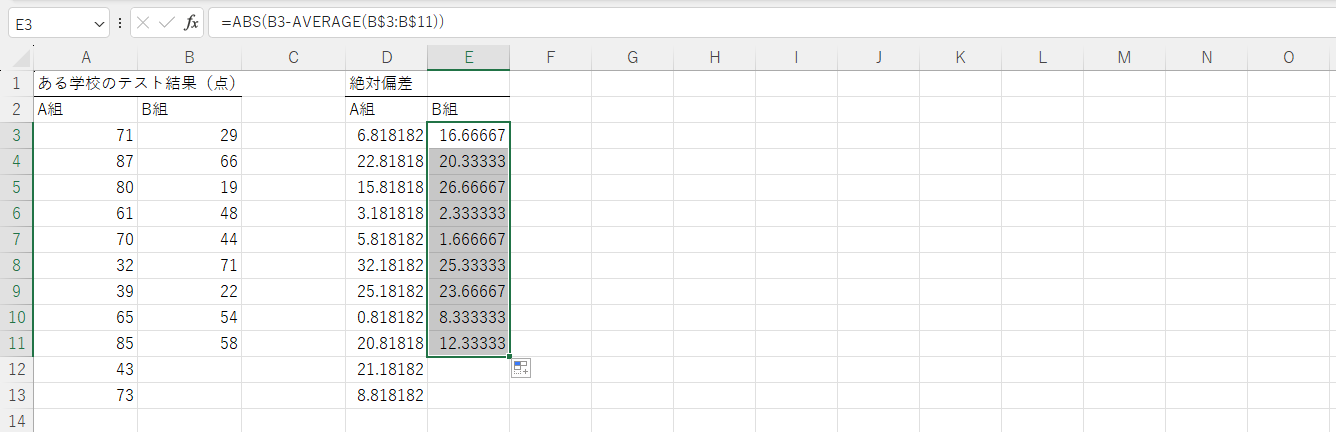 E3 fx =ABS(B3-AVERAGE(B$3:B$11))
A B C D E F G H I J K L M N O
1 ある学校のテスト結果（点） 絶対偏差
2 A組 B組 A組 B組
3 71 29 6.818182 16.66667
4 87 66 22.81818 20.33333
5 80 19 15.81818 26.66667
6 61 48 3.181818 2.333333
7 70 44 5.818182 1.666667
8 32 71 32.18182 25.33333
9 39 22 25.18182 23.66667
10 65 54 0.818182 8.333333
11 85 58 20.81818 12.33333
12 43 21.18182
13 73 8.818182
14